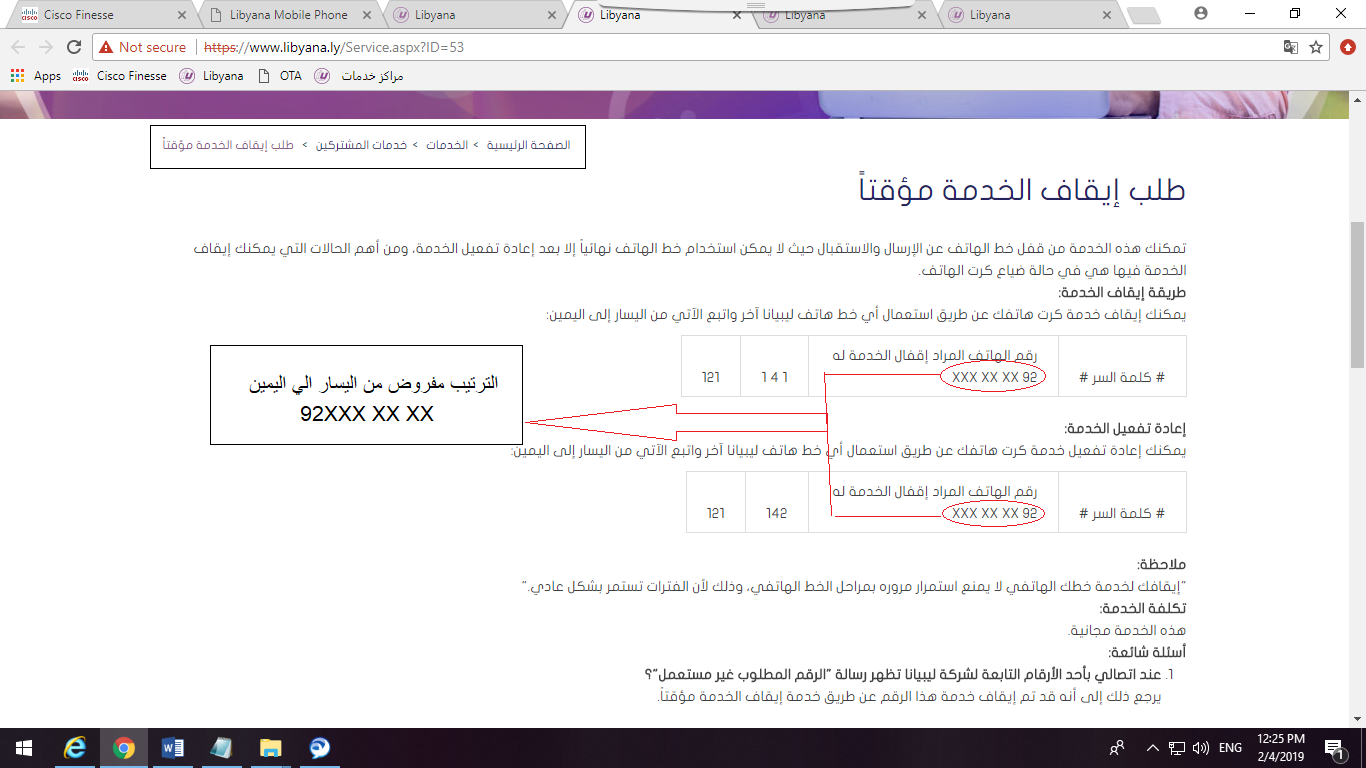 Cisco Finesse
Libyana Mobile Phone
Libyana
Libyana
Libyana
Libyana
Not secure https://www.libyana.ly/Service.aspx?ID=53
Apps Cisco Finesse Libyana OTA مراكز خدمات
الصفحة الرئيسية > الخدمات > خدمات المشتركين > طلب إيقاف الخدمة مؤقتاً
طلب إيقاف الخدمة مؤقتاً
تمكنك هذه الخدمة من قفل خط الهاتف عن الإرسال والاستقبال حيث لا يمكن استخدام خط الهاتف نهائياً إلا بعد إعادة تفعيل الخدمة، ومن أهم الحالات التي يمكنك إيقاف
الخدمة فيها هي في حالة ضياع كرت الهاتف.
طريقة إيقاف الخدمة:
يمكنك إيقاف خدمة كرت هاتفك عن طريق استعمال أي خط هاتف ليبيانا آخر واتبع الآتي من اليسار إلى اليمين:
رقم الهاتف المراد إقفال الخدمة له
# كلمة السر # XXX XX XX 92 1 4 1 121
الترتيب مفروض من اليسار الي اليمين
92XXX XX XX
إعادة تفعيل الخدمة:
يمكنك إعادة تفعيل خدمة كرت هاتفك عن طريق استعمال أي خط هاتف ليبيانا آخر واتبع الآتي من اليسار إلى اليمين:
رقم الهاتف المراد إقفال الخدمة له
# كلمة السر # XXX XX XX 92 142 121
ملاحظة:
"إيقافك لخدمة خطك الهاتفي لا يمنع استمرار مروره بمراحل الخط الهاتفي، وذلك لأن الفترات تستمر بشكل عادي."
تكلفة الخدمة:
هذه الخدمة مجانية.
أسئلة شائعة:
1. عند اتصالي بأحد الأرقام التابعة لشركة ليبيانا تظهر رسالة "الرقم المطلوب غير مستعمل"؟
يرجع ذلك إلى أنه قد تم إيقاف خدمة هذا الرقم عن طريق خدمة إيقاف الخدمة مؤقتاً.
ENG
12:25 PM
2/4/2019
1